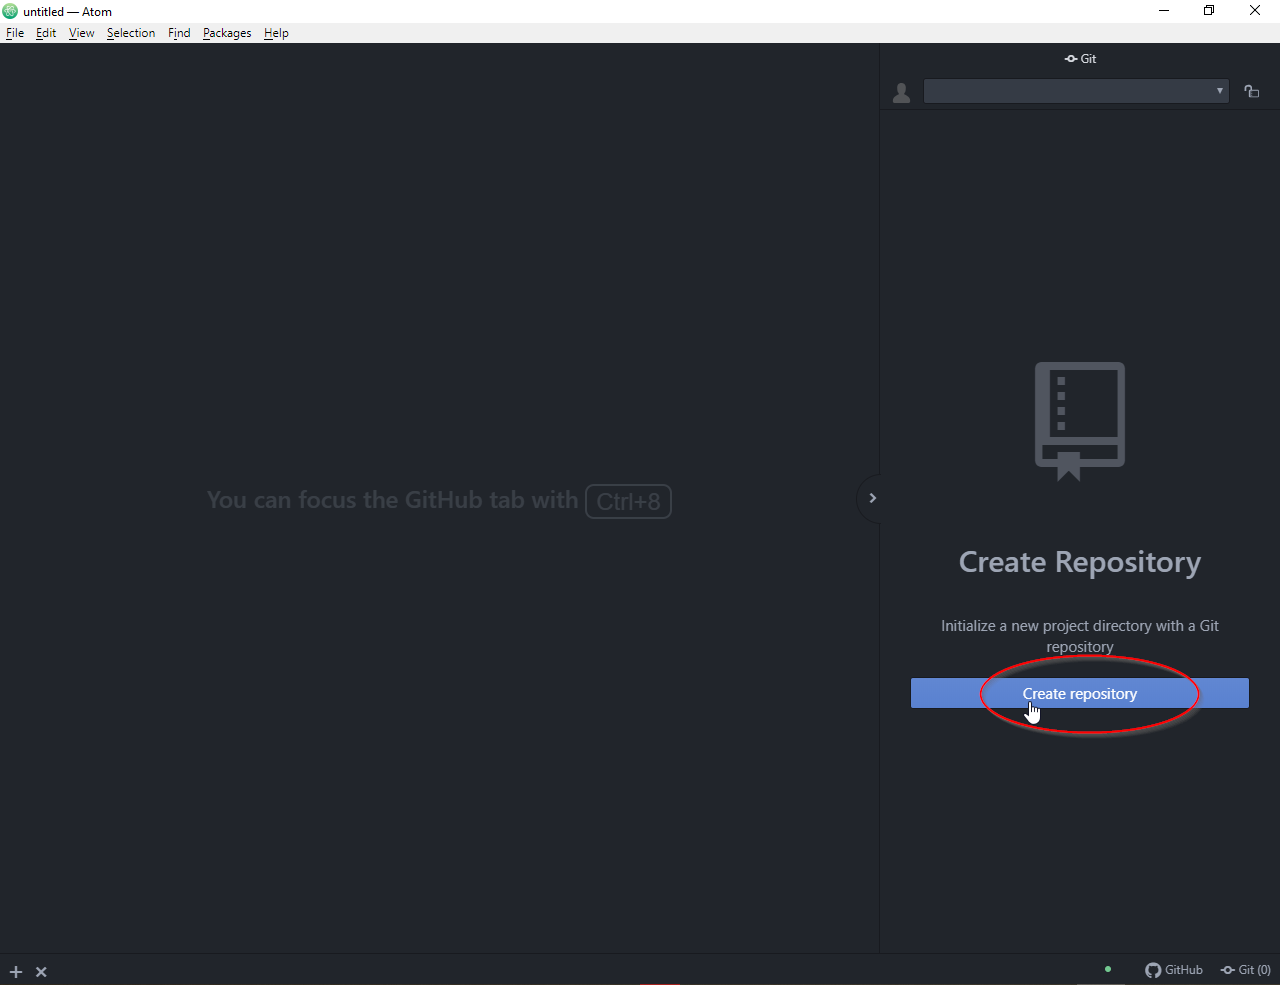 untitled — Atom
File Edit View Selection Find Packages Help
Git
You can focus the GitHub tab with Ctrl+8
Create Repository
Initialize a new project directory with a Git
repository
Create repository
GitHub Git (0)